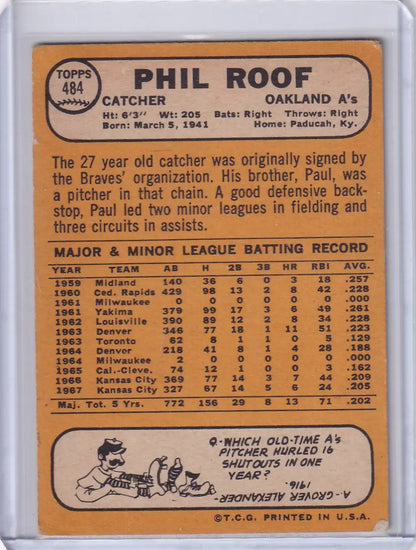 TOPPS
484
PHIL ROOF
CATCHER OAKLAND A's
Ht: 6'3" Wt: 205 Bats: Right Throws: Right
Born: March 5, 1941 Home: Paducah, Ky.
The 27 year old catcher was originally signed
by the Braves' organization. His brother, Paul, was
a pitcher in that chain. A good defensive back-
stop, Paul led two minor leagues in fielding and
three circuits in assists.
MAJOR & MINOR LEAGUE BATTING RECORD
YEAR TEAM AB H 2B 3B HR RBI AVG.
1959 Midland 140 36 6 0 3 18 .257
1960 Ced. Rapids 429 98 13 2 8 42 .228
1961 Milwaukee 0 0 0 0 0 0 .000
1961 Yakima 379 99 17 3 6 49 .261
1962 Louisville 390 89 12 2 8 34 .228
1963 Denver 346 77 18 1 11 51 .223
1963 Toronto 62 8 1 1 0 5 .129
1964 Denver 218 41 8 1 4 28 .188
1964 Milwaukee 2 0 0 0 0 0 .000
1965 Cal.-Cleve. 74 12 1 0 0 3 .162
1966 Kansas City 369 77 14 3 7 44 .209
1967 Kansas City 327 67 14 5 6 24 .205
Maj. Tot. 5 Yrs. 772 156 29 8 13 71 .202
Q-WHICH OLD-TIME A's
PITCHER HURLED 16
SHUTOUTS IN ONE
YEAR?
A-GROVER ALEXANDER-
1916.
©T.C.G. PRINTED IN U.S.A.